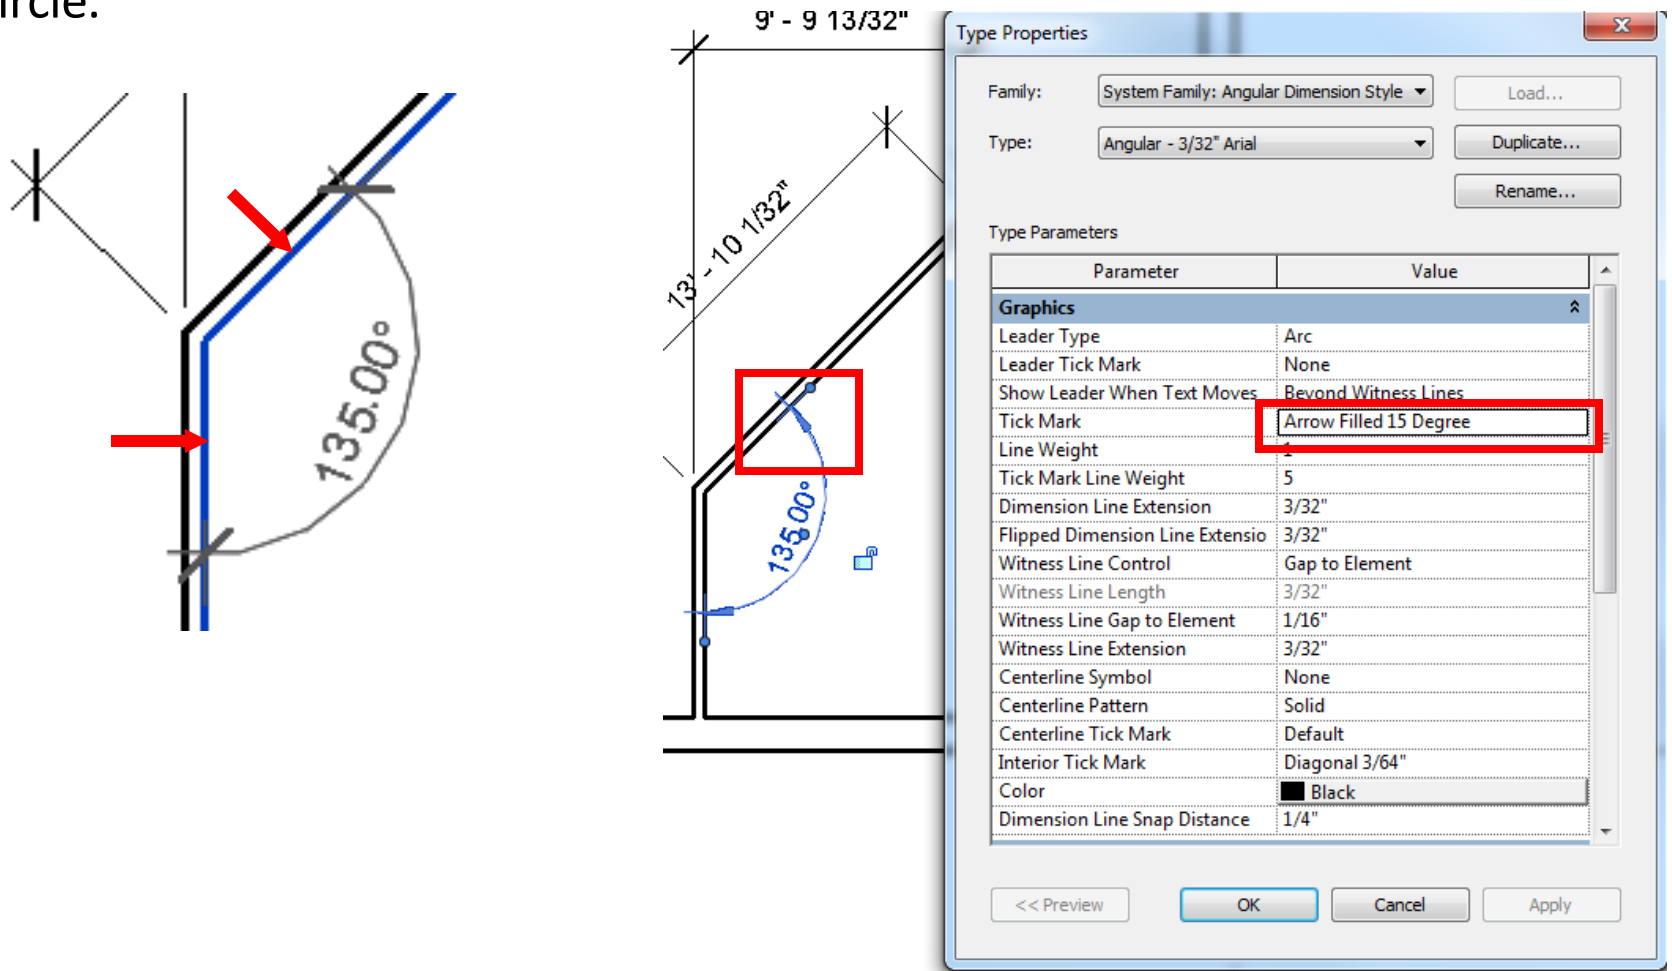 ircle.
135.00°
9' - 9 13/32"
13' - 10 1/32"
135.00°
Type Properties
Family: System Family: Angular Dimension Style Load...
Type: Angular - 3/32" Arial Duplicate...
Rename...
Type Parameters
Parameter Value
Graphics
Leader Type Arc
Leader Tick Mark None
Show Leader When Text Moves Beyond Witness Lines
Tick Mark Arrow Filled 15 Degree
Line Weight 1
Tick Mark Line Weight 5
Dimension Line Extension 3/32"
Flipped Dimension Line Extensio 3/32"
Witness Line Control Gap to Element
Witness Line Length 3/32"
Witness Line Gap to Element 1/16"
Witness Line Extension 3/32"
Centerline Symbol None
Centerline Pattern Solid
Centerline Tick Mark Default
Interior Tick Mark Diagonal 3/64"
Color Black
Dimension Line Snap Distance 1/4"
<< Preview OK Cancel Apply